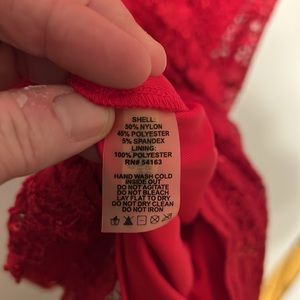 SHELL:
50% NYLON
45% POLYESTER
5% SPANDEX
LINING:
100% POLYESTER
RN# 54163
HAND WASH COLD
INSIDE OUT
DO NOT AGITATE
DO NOT BLEACH
LAY FLAT TO DRY
DO NOT DRY CLEAN
DO NOT IRON